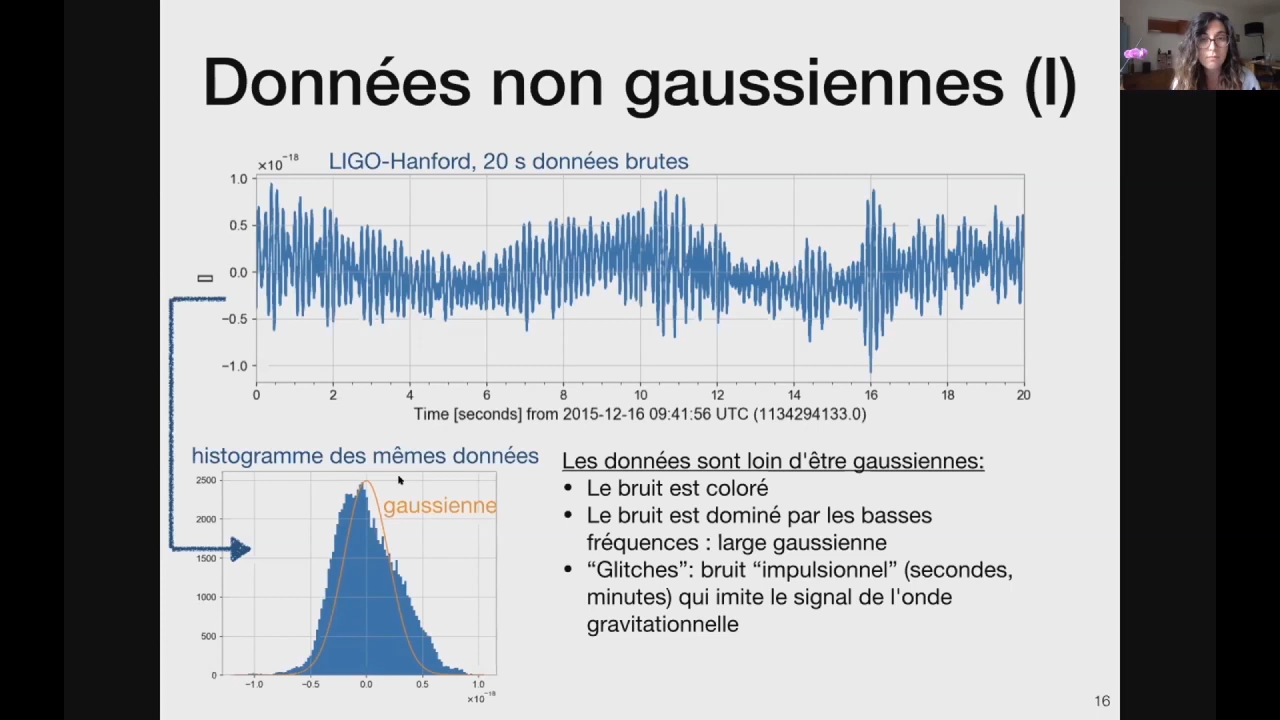 Données non gaussiennes (I)
×10⁻¹⁸ LIGO-Hanford, 20 s données brutes
1.0
0.5
0.0
−0.5
−1.0
0 2 4 6 8 10 12 14 16 18 20
Time [seconds] from 2015-12-16 09:41:56 UTC (1134294133.0)
histogramme des mêmes données
2500
gaussienne
2000
1500
1000
500
0
−1.0 −0.5 0.0 0.5 1.0
×10⁻¹⁸
Les données sont loin d'être gaussiennes:
• Le bruit est coloré
• Le bruit est dominé par les basses
fréquences : large gaussienne
• “Glitches”: bruit “impulsionnel” (secondes,
minutes) qui imite le signal de l'onde
gravitationnelle
16